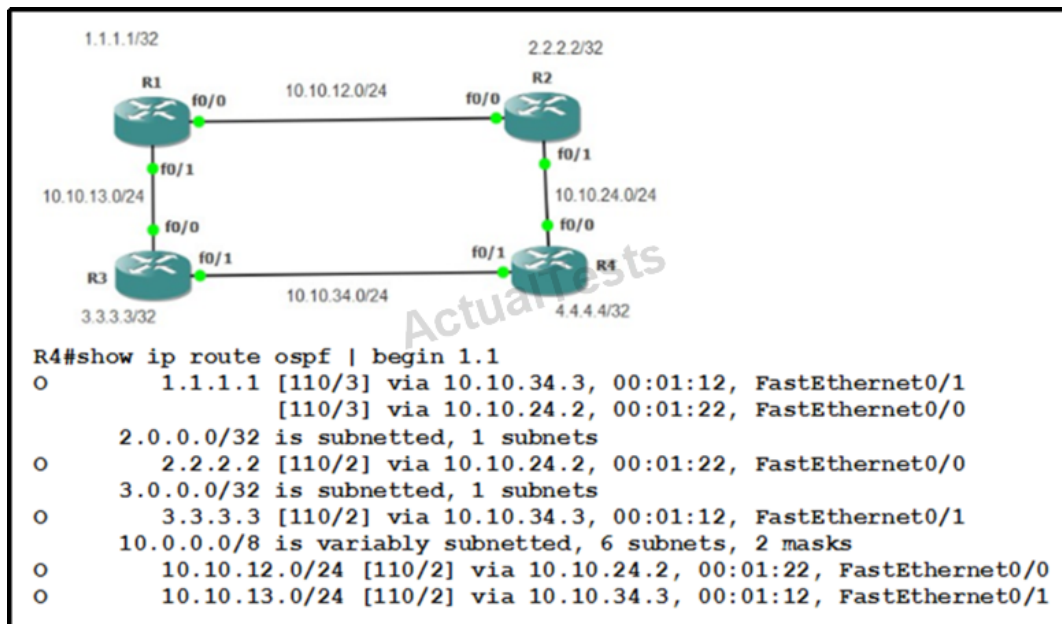 1.1.1.1/32
2.2.2.2/32
R1
R2
f0/0
10.10.12.0/24
f0/0
f0/1
f0/1
10.10.13.0/24
10.10.24.0/24
f0/0
f0/0
f0/1
f0/1
R3
R4
10.10.34.0/24
3.3.3.3/32
4.4.4.4/32
ActualTests
R4#show ip route ospf | begin 1.1
O 1.1.1.1 [110/3] via 10.10.34.3, 00:01:12, FastEthernet0/1
[110/3] via 10.10.24.2, 00:01:22, FastEthernet0/0
2.0.0.0/32 is subnetted, 1 subnets
O 2.2.2.2 [110/2] via 10.10.24.2, 00:01:22, FastEthernet0/0
3.0.0.0/32 is subnetted, 1 subnets
O 3.3.3.3 [110/2] via 10.10.34.3, 00:01:12, FastEthernet0/1
10.0.0.0/8 is variably subnetted, 6 subnets, 2 masks
O 10.10.12.0/24 [110/2] via 10.10.24.2, 00:01:22, FastEthernet0/0
O 10.10.13.0/24 [110/2] via 10.10.34.3, 00:01:12, FastEthernet0/1